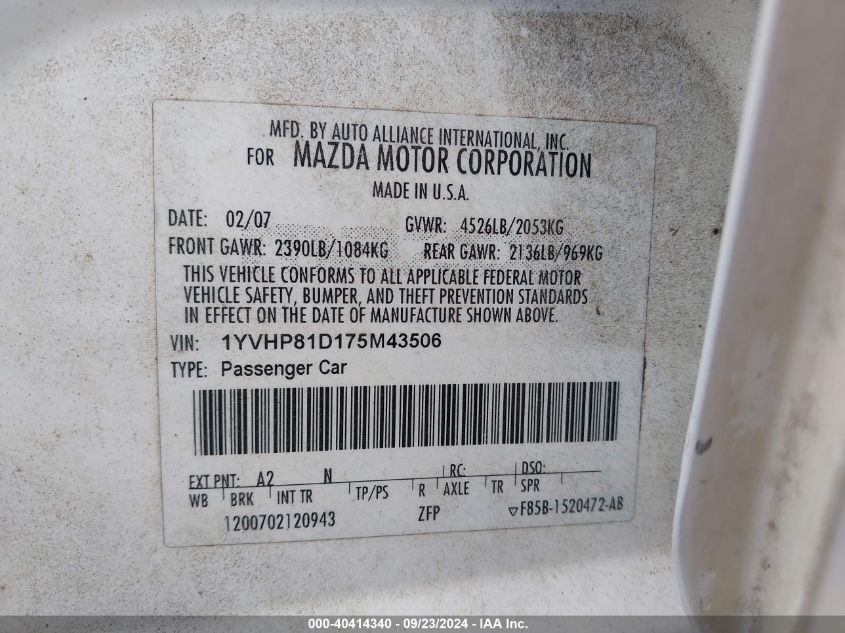 MFD. BY AUTO ALLIANCE INTERNATIONAL, INC.
FOR MAZDA MOTOR CORPORATION
MADE IN U.S.A.
DATE: 02/07 GVWR: 4526LB/2053KG
FRONT GAWR: 2390LB/1084KG REAR GAWR: 2136LB/969KG
THIS VEHICLE CONFORMS TO ALL APPLICABLE FEDERAL MOTOR
VEHICLE SAFETY, BUMPER, AND THEFT PREVENTION STANDARDS
IN EFFECT ON THE DATE OF MANUFACTURE SHOWN ABOVE.
VIN: 1YVHP81D175M43506
TYPE: Passenger Car
EXT PNT: A2 N RC: DSO:
WB BRK INT TR TP/PS R AXLE TR SPR
1200702120943 ZFP ▽F85B-1520472-AB
000-40414340 - 09/23/2024 - IAA Inc.